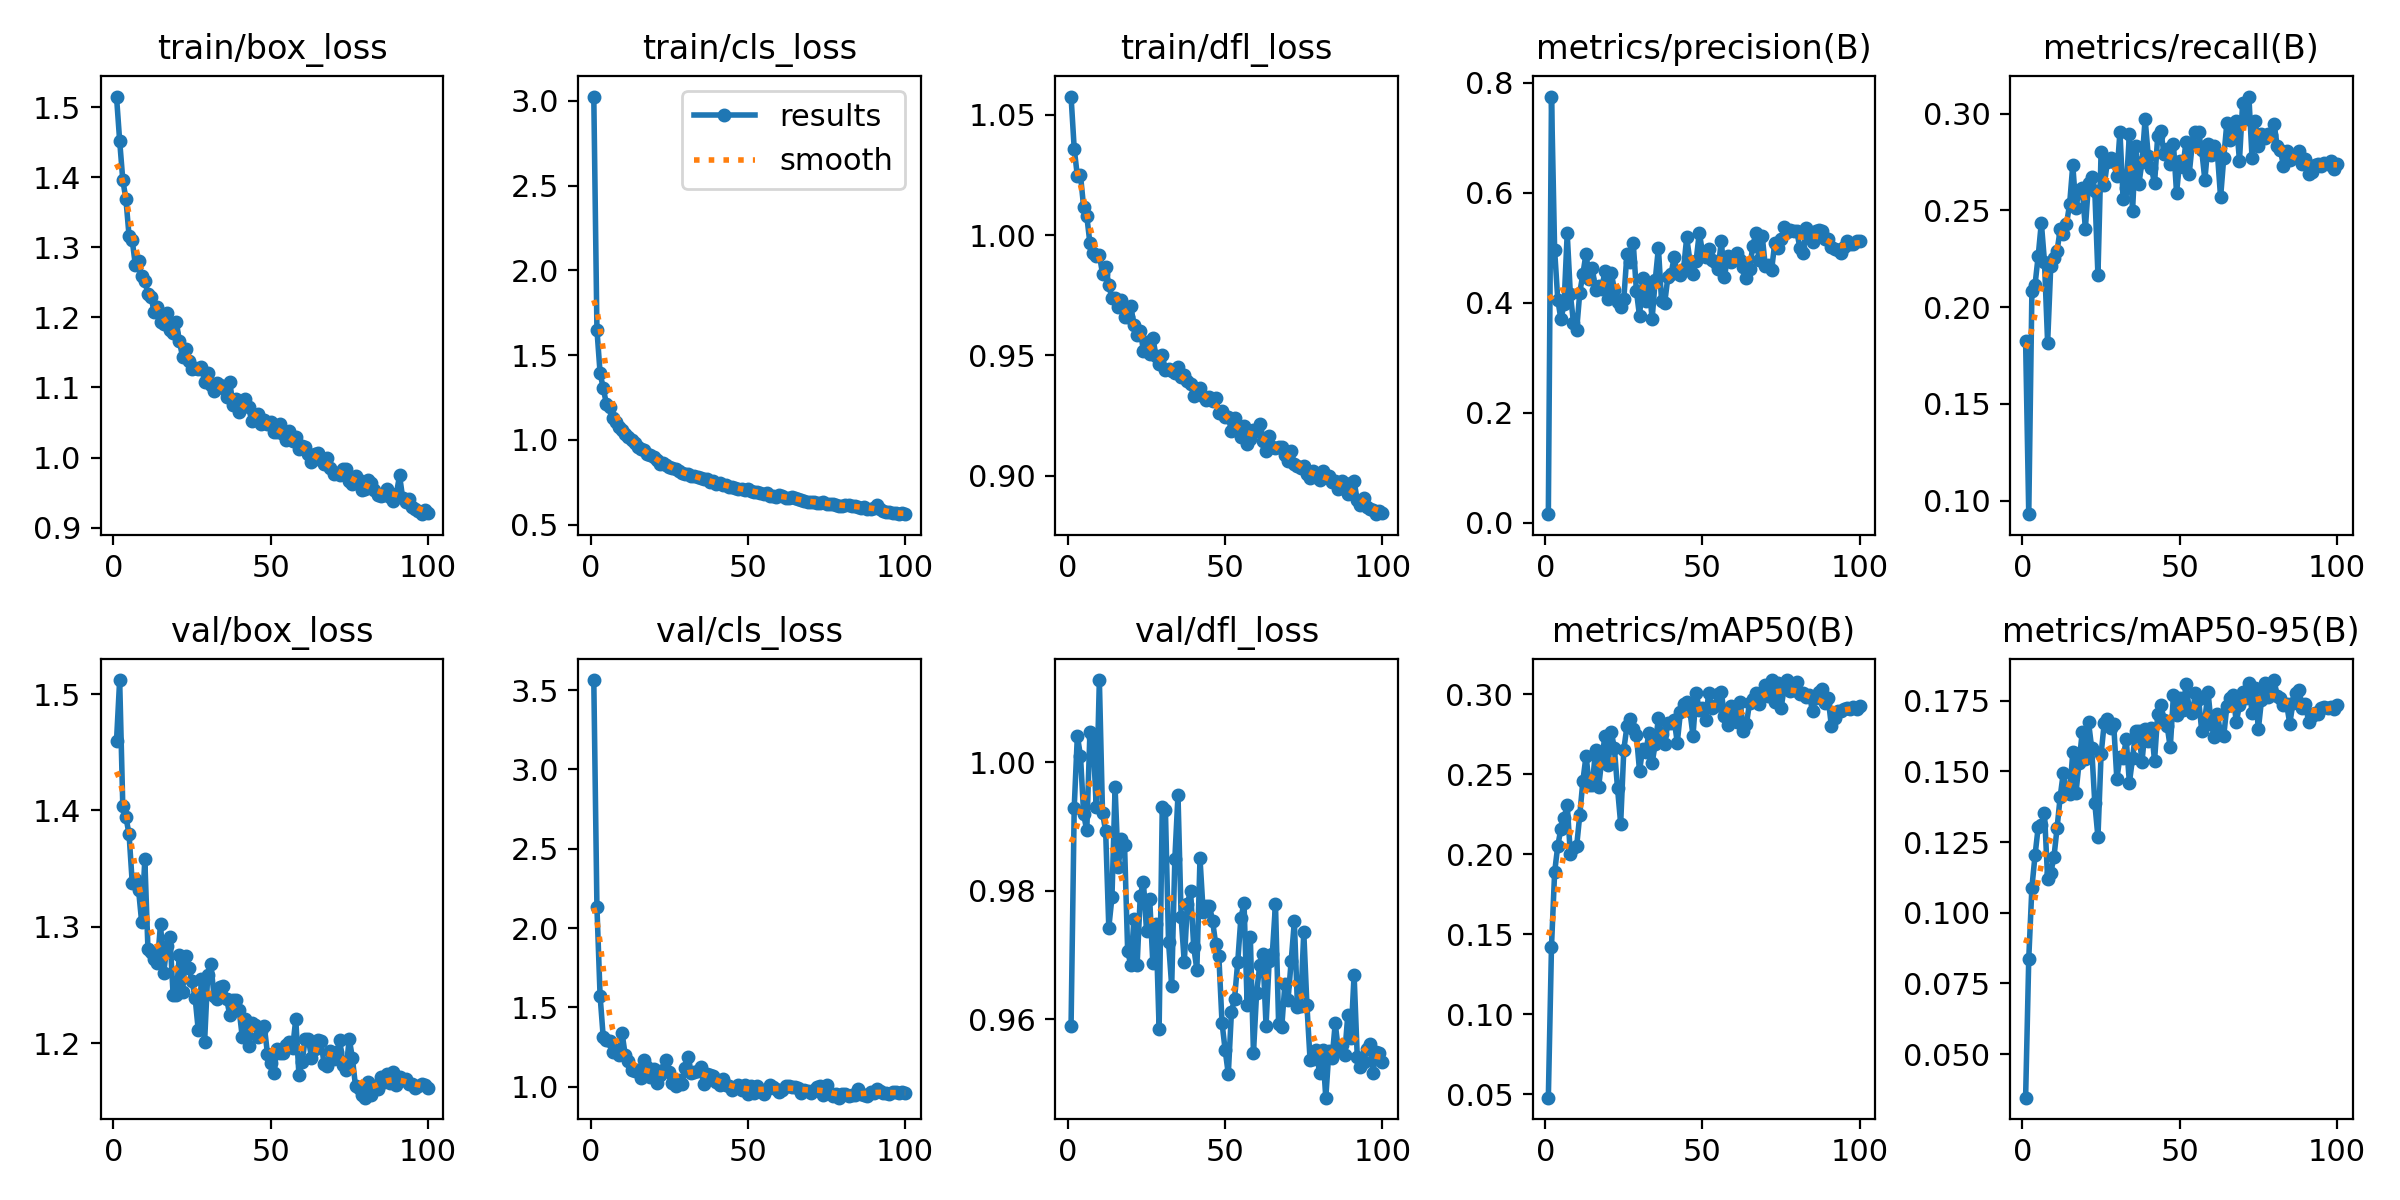 train/box_loss
1.5
1.4
1.3
1.2
1.1
1.0
0.9
0 50 100
train/cls_loss
results
smooth
3.0
2.5
2.0
1.5
1.0
0.5
0 50 100
train/dfl_loss
1.05
1.00
0.95
0.90
0 50 100
metrics/precision(B)
0.8
0.6
0.4
0.2
0.0
0 50 100
metrics/recall(B)
0.30
0.25
0.20
0.15
0.10
0 50 100
val/box_loss
1.5
1.4
1.3
1.2
0 50 100
val/cls_loss
3.5
3.0
2.5
2.0
1.5
1.0
0 50 100
val/dfl_loss
1.00
0.98
0.96
0 50 100
metrics/mAP50(B)
0.30
0.25
0.20
0.15
0.10
0.05
0 50 100
metrics/mAP50-95(B)
0.175
0.150
0.125
0.100
0.075
0.050
0 50 100